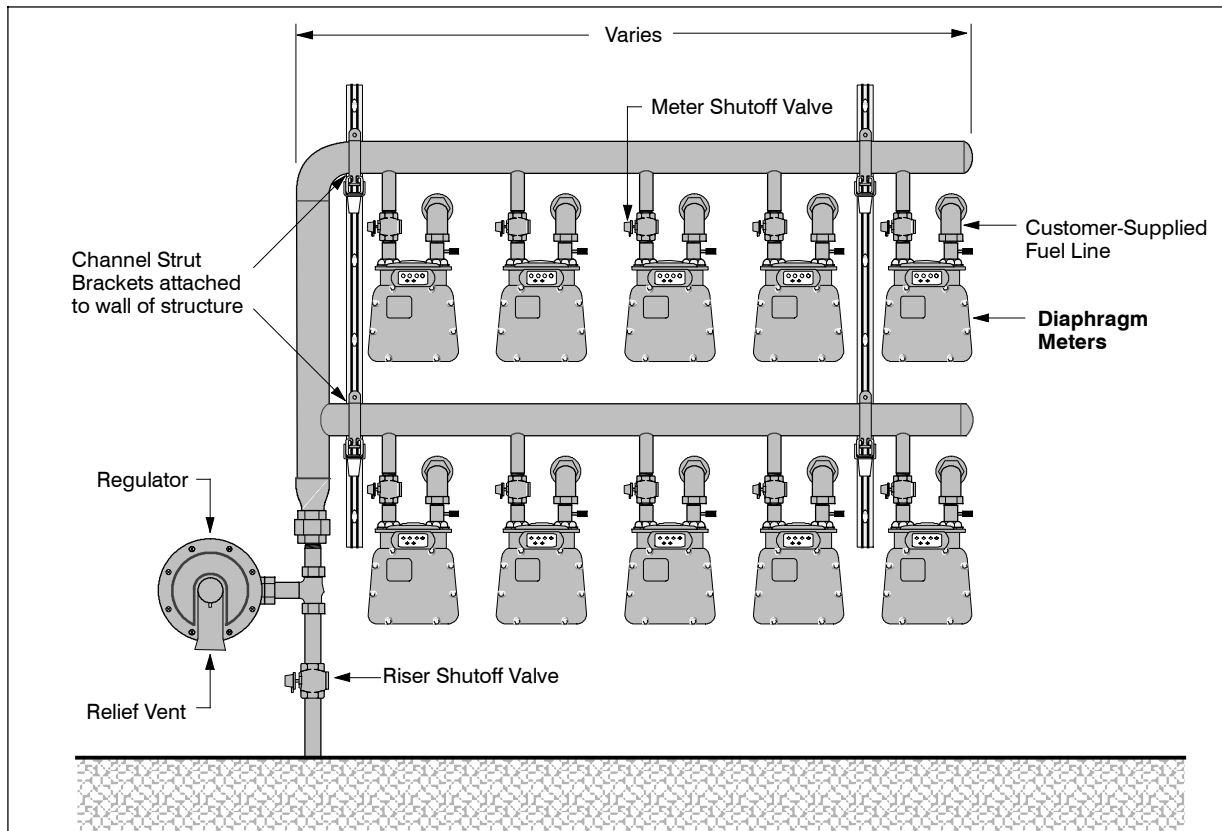 Varies
Meter Shutoff Valve
Channel Strut
Brackets attached
to wall of structure
Customer-Supplied
Fuel Line
Diaphragm
Meters
Regulator
Relief Vent
Riser Shutoff Valve